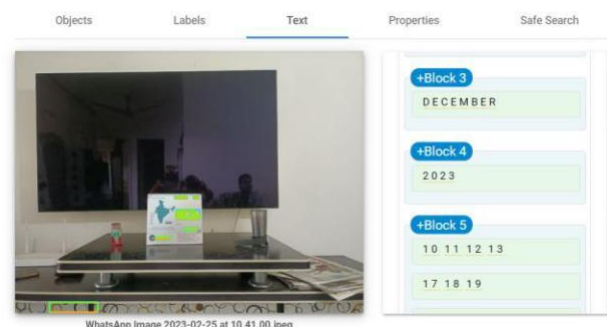 Objects Labels Text Properties Safe Search
+Block 3
DECEMBER
+Block 4
2023
+Block 5
10 11 12 13
17 18 19
WhatsApp Image 2023-02-25 at 10.41.00.jpeg